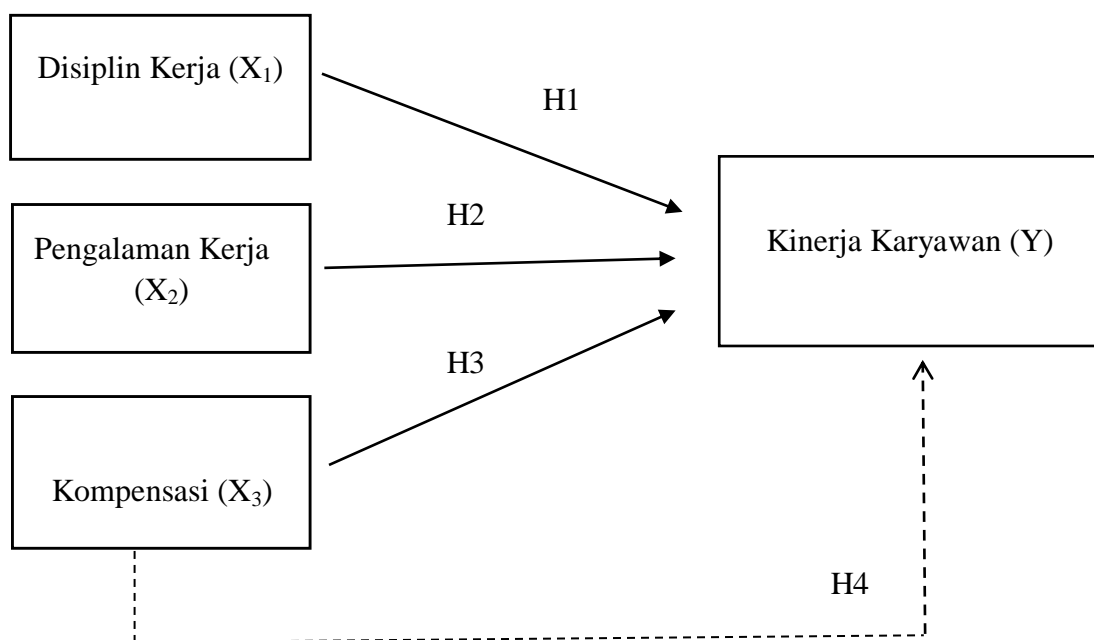 Disiplin Kerja (X₁)
H1
H2
Pengalaman Kerja
(X₂)
Kinerja Karyawan (Y)
H3
Kompensasi (X₃)
H4